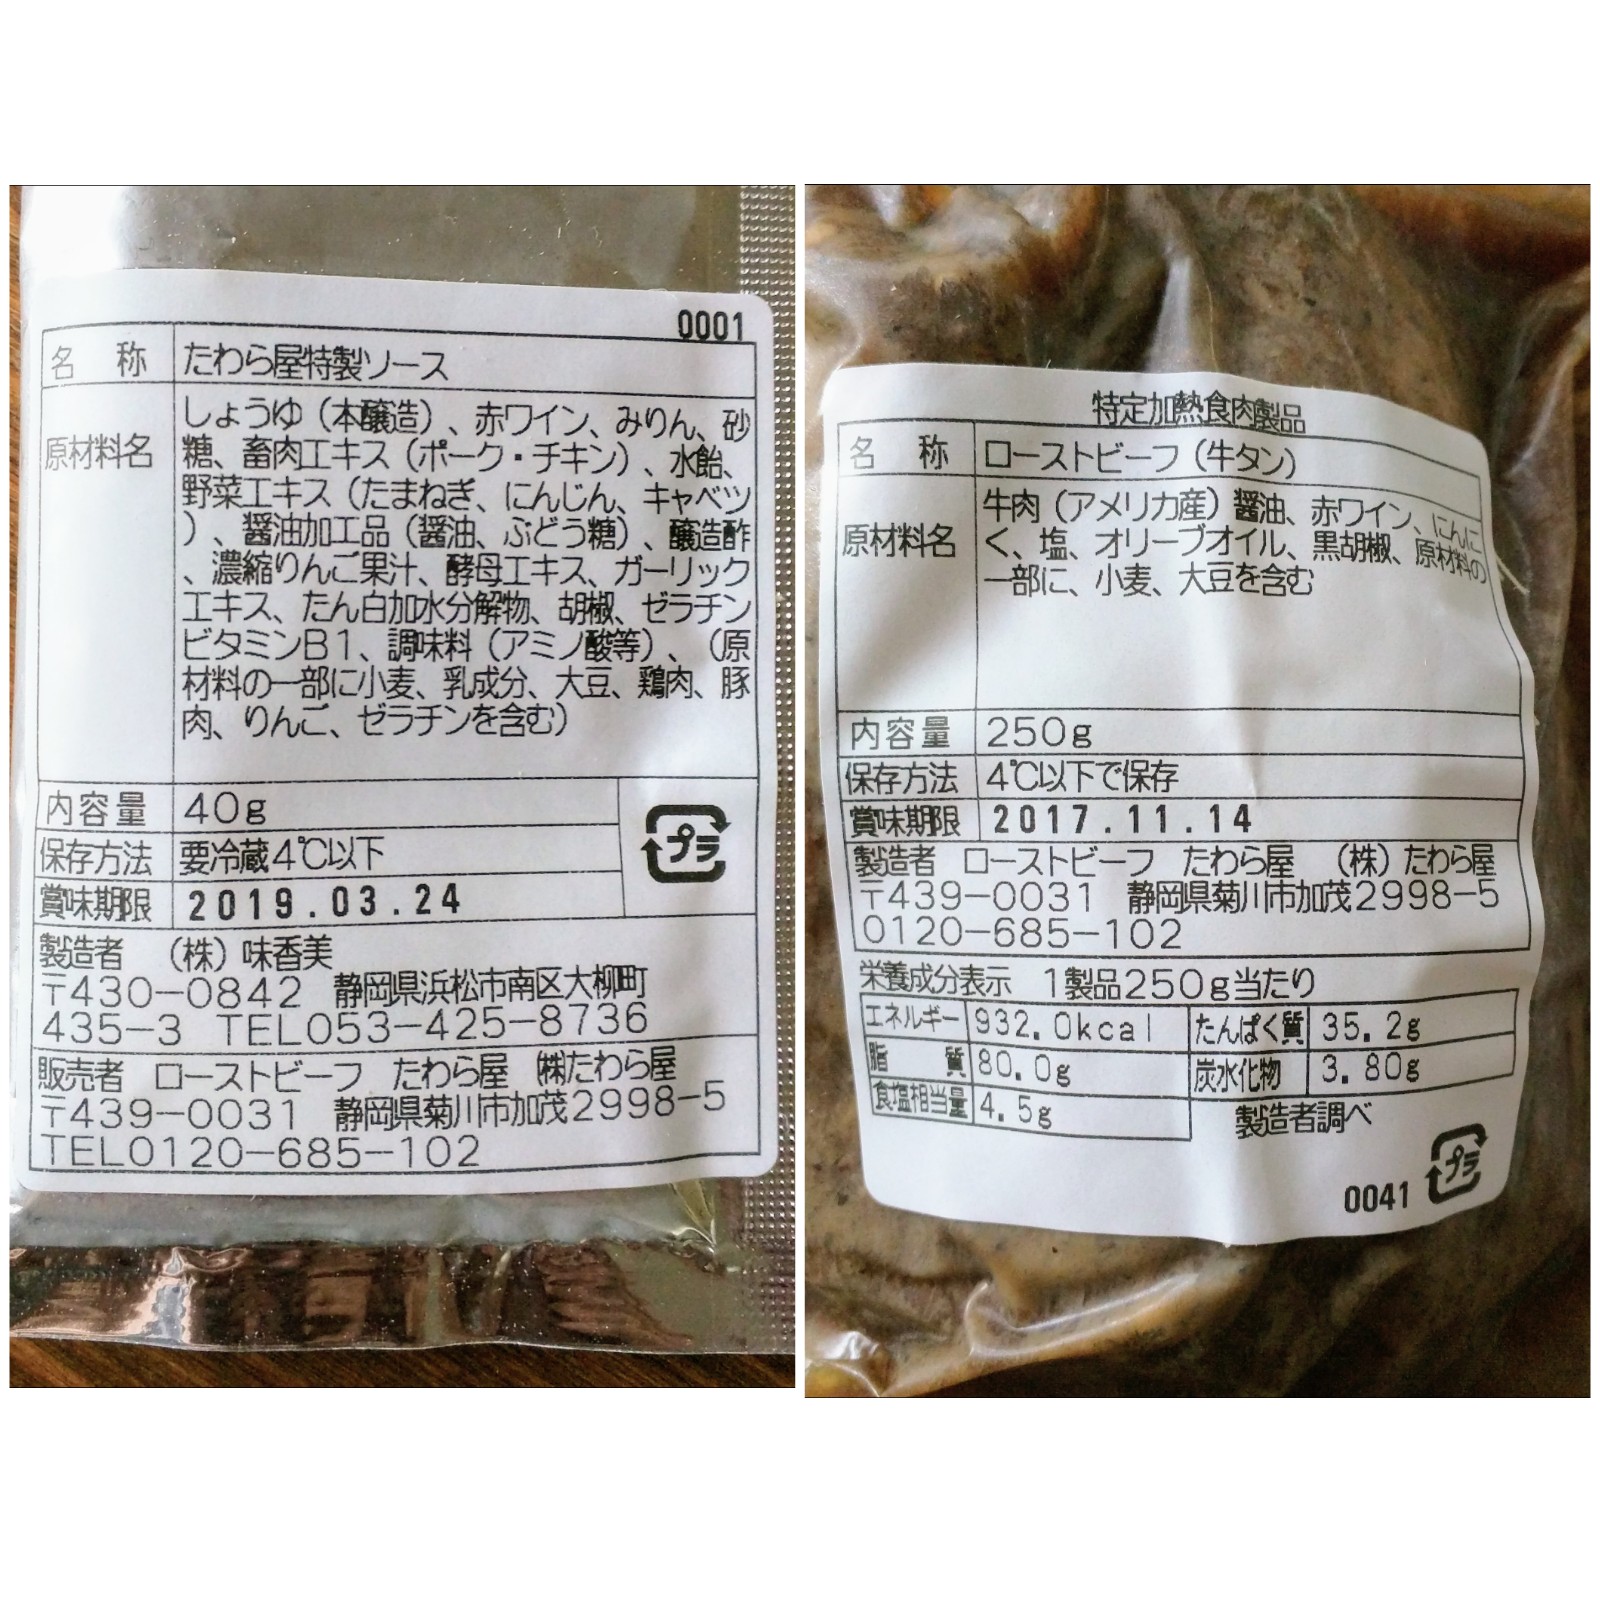 0001
名 称 たわら屋特製ソース
原材料名 しょうゆ（本醸造）、赤ワイン、みりん、砂
糖、畜肉エキス（ポーク・チキン）、水飴、
野菜エキス（たまねぎ、にんじん、キャベツ
）、醤油加工品（醤油、ぶどう糖）、醸造酢
、濃縮りんご果汁、酵母エキス、ガーリック
エキス、たん白加水分解物、胡椒、ゼラチン
ビタミンB1、調味料（アミノ酸等）、（原
材料の一部に小麦、乳成分、大豆、鶏肉、豚
肉、りんご、ゼラチンを含む）
内容量 40g
保存方法 要冷蔵4℃以下
賞味期限 2019.03.24
プラ
製造者 （株）味香美
〒430-0842 静岡県浜松市南区大柳町
435-3 TEL053-425-8736
販売者 ローストビーフ たわら屋 ㈱たわら屋
〒439-0031 静岡県菊川市加茂2998-5
TEL0120-685-102
特定加熱食肉製品
名 称 ローストビーフ（牛タン）
原材料名 牛肉（アメリカ産）醤油、赤ワイン、にんに
く、塩、オリーブオイル、黒胡椒、原材料の
一部に、小麦、大豆を含む
内容量 250g
保存方法 4℃以下で保存
賞味期限 2017.11.14
製造者 ローストビーフ たわら屋 （株）たわら屋
〒439-0031 静岡県菊川市加茂2998-5
0120-685-102
栄養成分表示 1製品250g当たり
エネルギー 932.0kcal たんぱく質 35.2g
脂 質 80.0g 炭水化物 3.80g
食塩相当量 4.5g 製造者調べ
0041 プラ